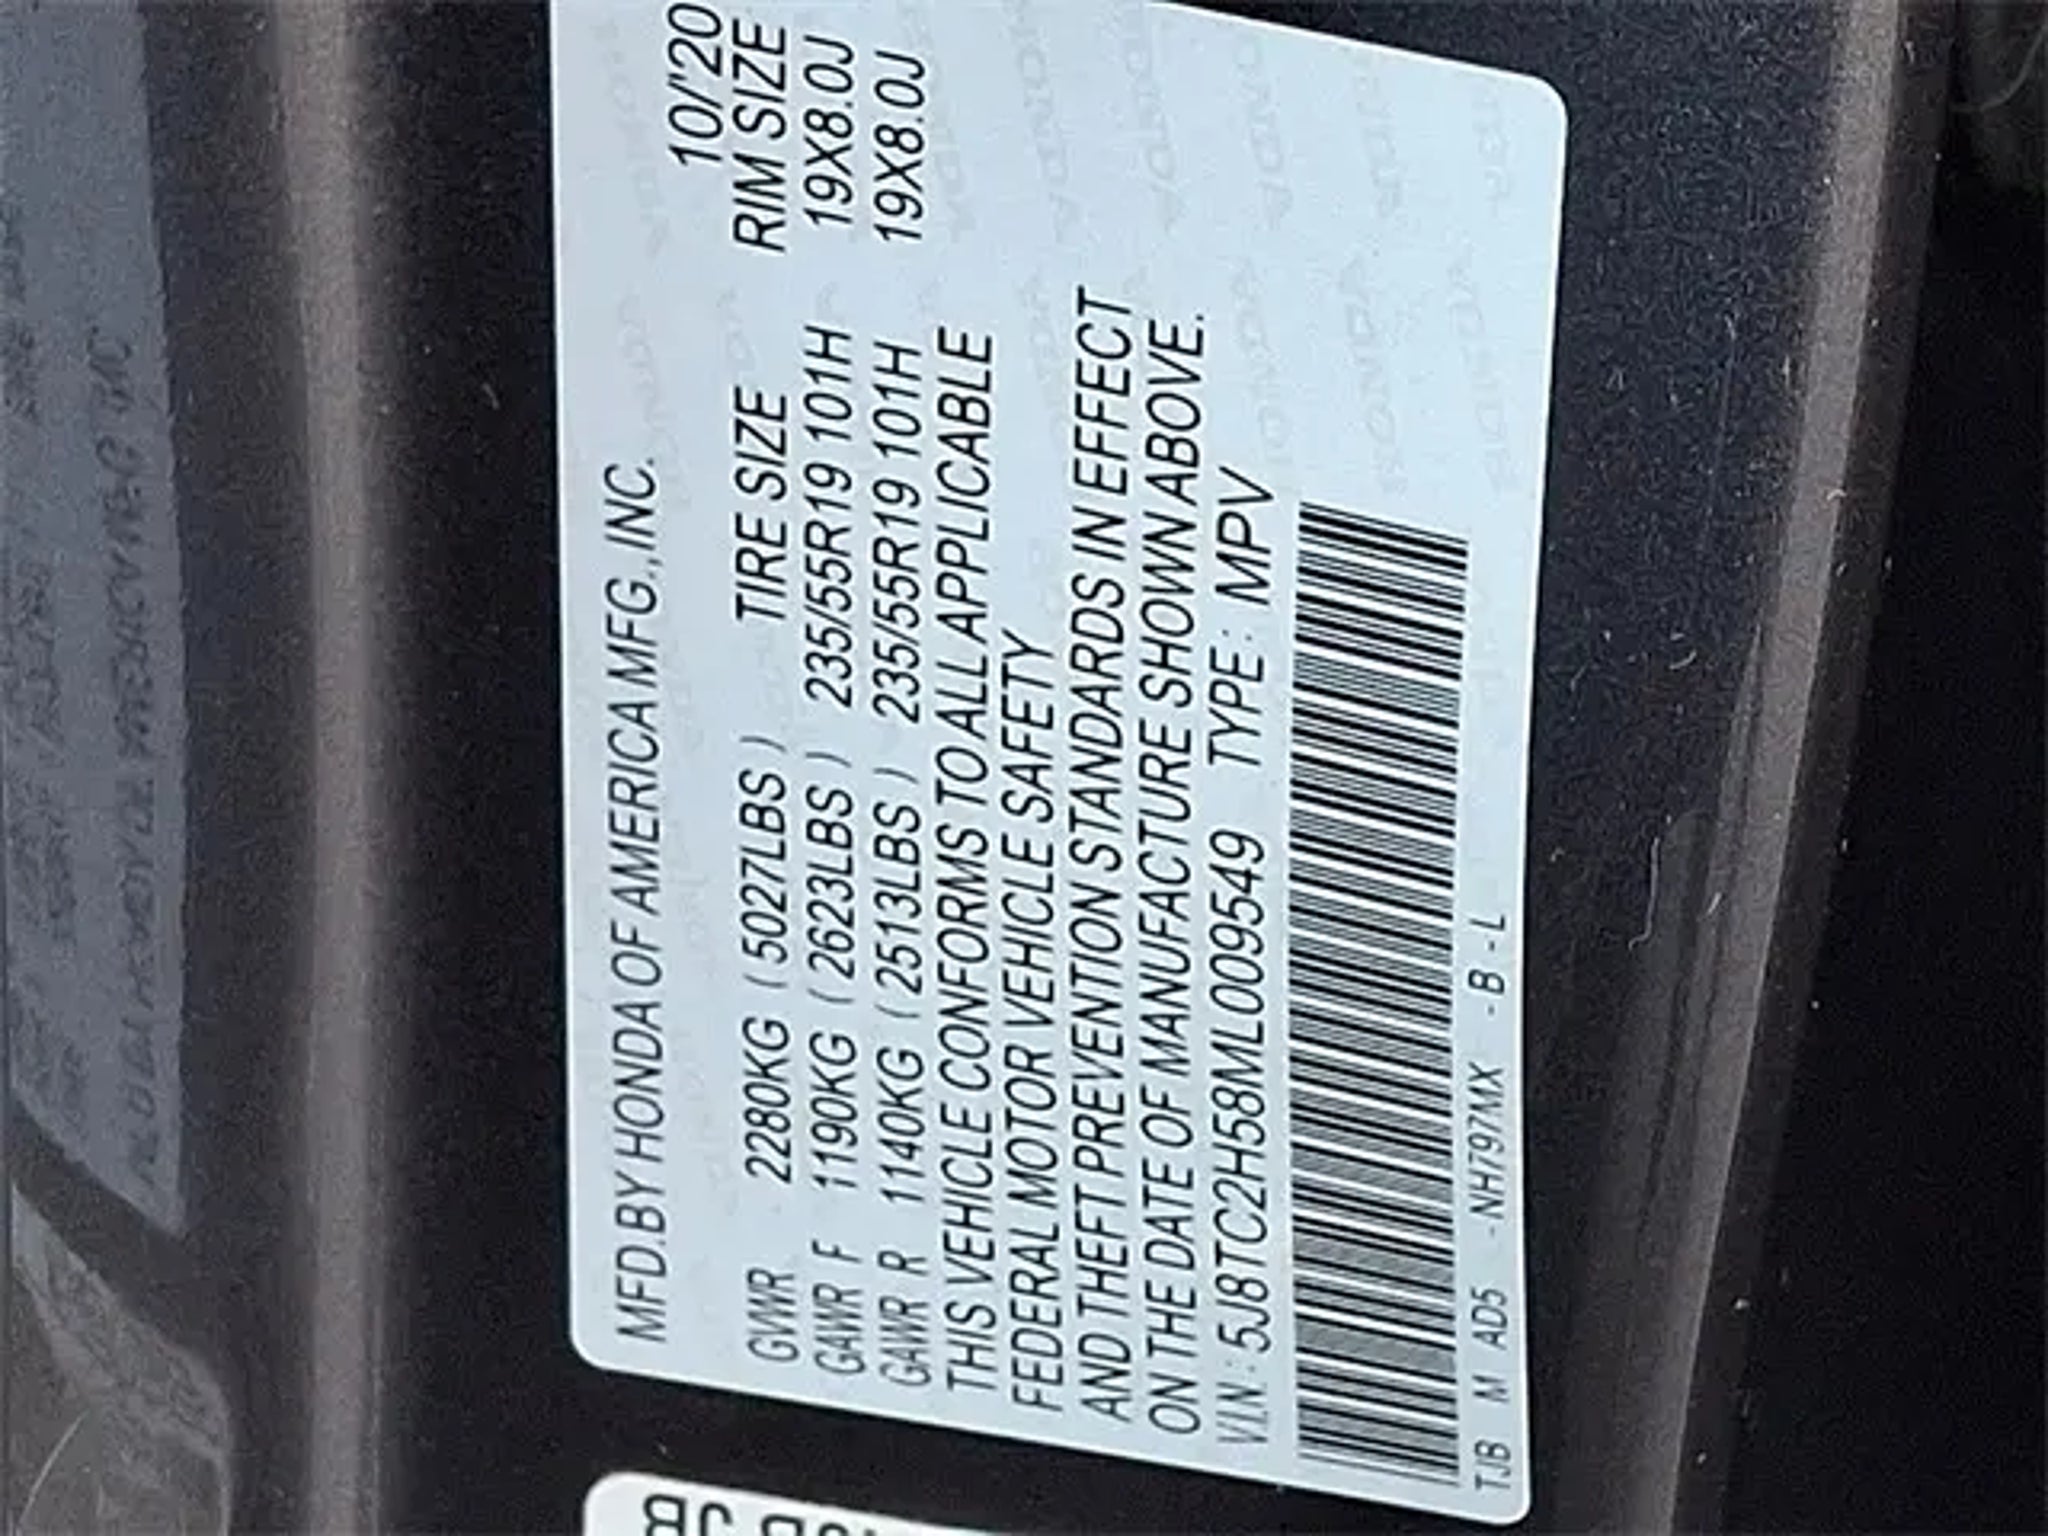 MFD.BY HONDA OF AMERICA MFG.,INC. 10/'20
GVWR 2280KG (5027LBS) TIRE SIZE RIM SIZE
GAWR F 1190KG (2623LBS) 235/55R19 101H 19X8.0J
GAWR R 1140KG (2513LBS) 235/55R19 101H 19X8.0J
THIS VEHICLE CONFORMS TO ALL APPLICABLE
FEDERAL MOTOR VEHICLE SAFETY
AND THEFT PREVENTION STANDARDS IN EFFECT
ON THE DATE OF MANUFACTURE SHOWN ABOVE.
V.I.N.: 5J8TC2H58ML009549 TYPE: MPV
TJB M AD5 -NH797MX -B-L